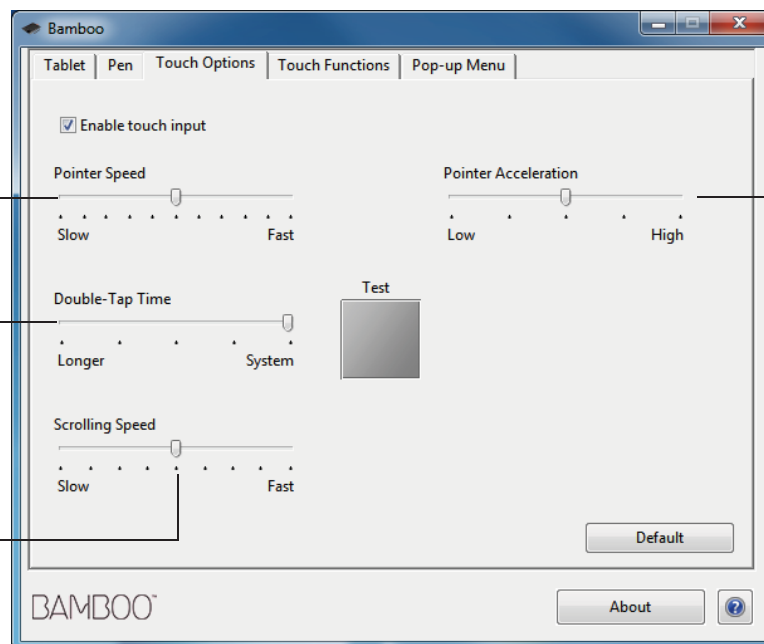 Bamboo
Tablet
Pen
Touch Options
Touch Functions
Pop-up Menu
Enable touch input
Pointer Speed
Slow
Fast
Pointer Acceleration
Low
High
Double-Tap Time
Longer
System
Test
Scrolling Speed
Slow
Fast
Default
BAMBOO™
About
?